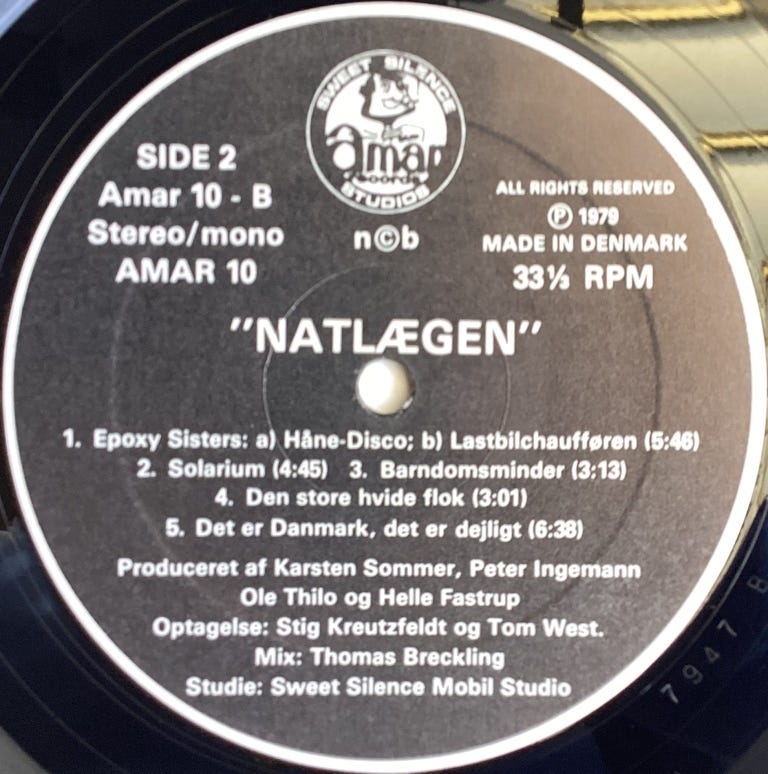 SWEET SILENCE
amar
records
STUDIOS
SIDE 2
Amar 10 - B
Stereo/mono
AMAR 10
n©b
ALL RIGHTS RESERVED
℗ 1979
MADE IN DENMARK
33⅓ RPM
"NATLÆGEN"
1. Epoxy Sisters: a) Håne-Disco; b) Lastbilchaufføren (5:46)
2. Solarium (4:45) 3. Barndomsminder (3:13)
4. Den store hvide flok (3:01)
5. Det er Danmark, det er dejligt (6:38)
Produceret af Karsten Sommer, Peter Ingemann
Ole Thilo og Helle Fastrup
Optagelse: Stig Kreutzfeldt og Tom West.
Mix: Thomas Breckling
Studie: Sweet Silence Mobil Studio
7947 B